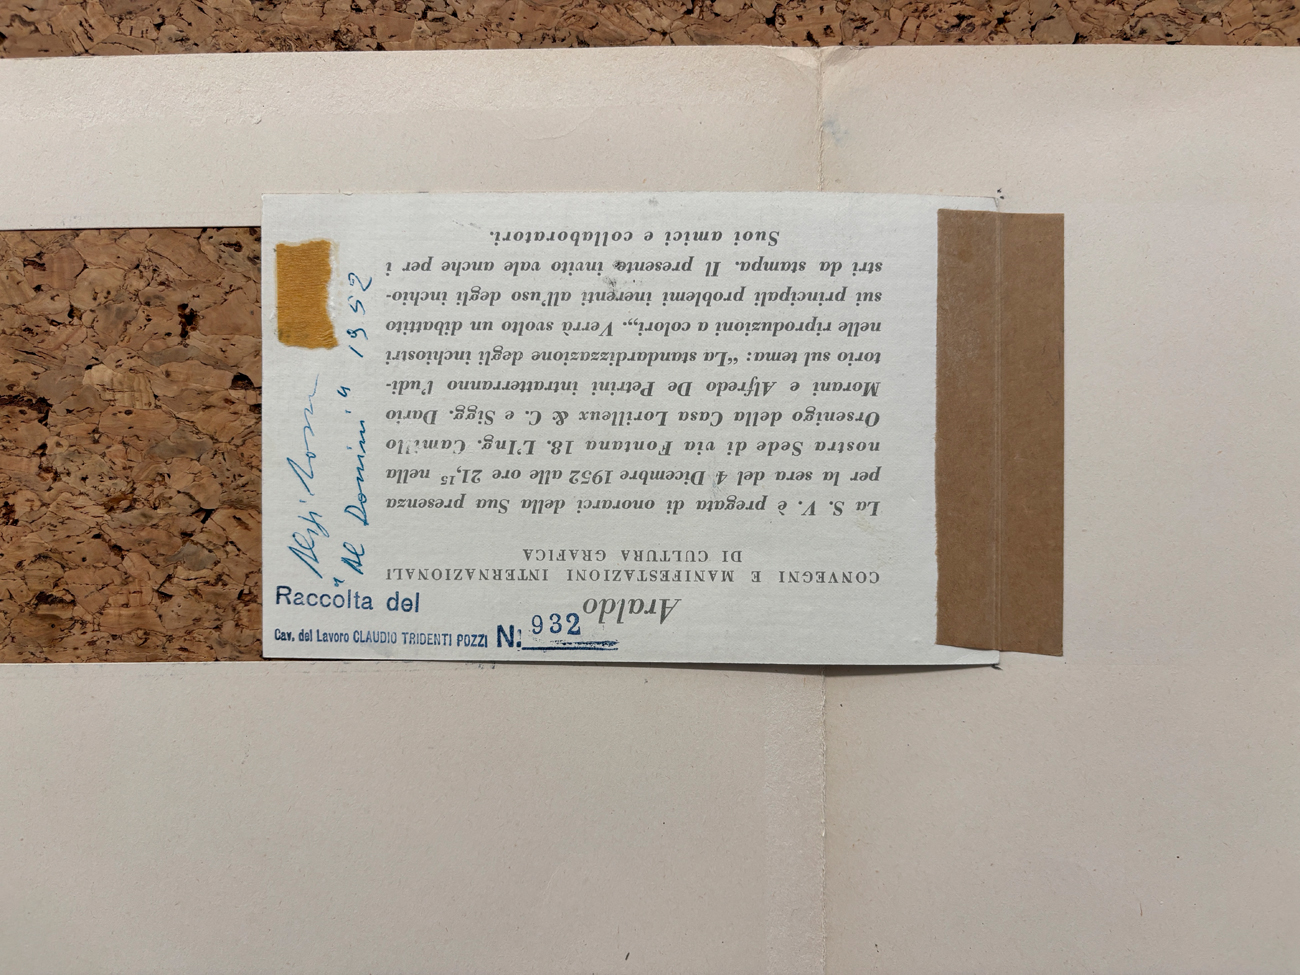 Araldo
CONVEGNI E MANIFESTAZIONI INTERNAZIONALI
DI CULTURA GRAFICA
La S. V. è pregata di onorarci della Sua presenza
per la sera del 4 Dicembre 1952 alle ore 21,15 nella
nostra Sede di via Fontana 18. L'Ing. Camillo
Orsenigo della Casa Lorilleux & C. e Sigg. Dario
Morani e Alfredo De Petrini intratterranno l'udi-
torio sul tema: "La standardizzazione degli inchiostri
nelle riproduzioni a colori,,. Verrà svolto un dibattito
sui principali problemi inerenti all'uso degli inchio-
stri da stampa. Il presente invito vale anche per i
Suoi amici e collaboratori.
"Al Domini" 1952
Raccolta del
Cav. del Lavoro CLAUDIO TRIDENTI POZZI N. 932